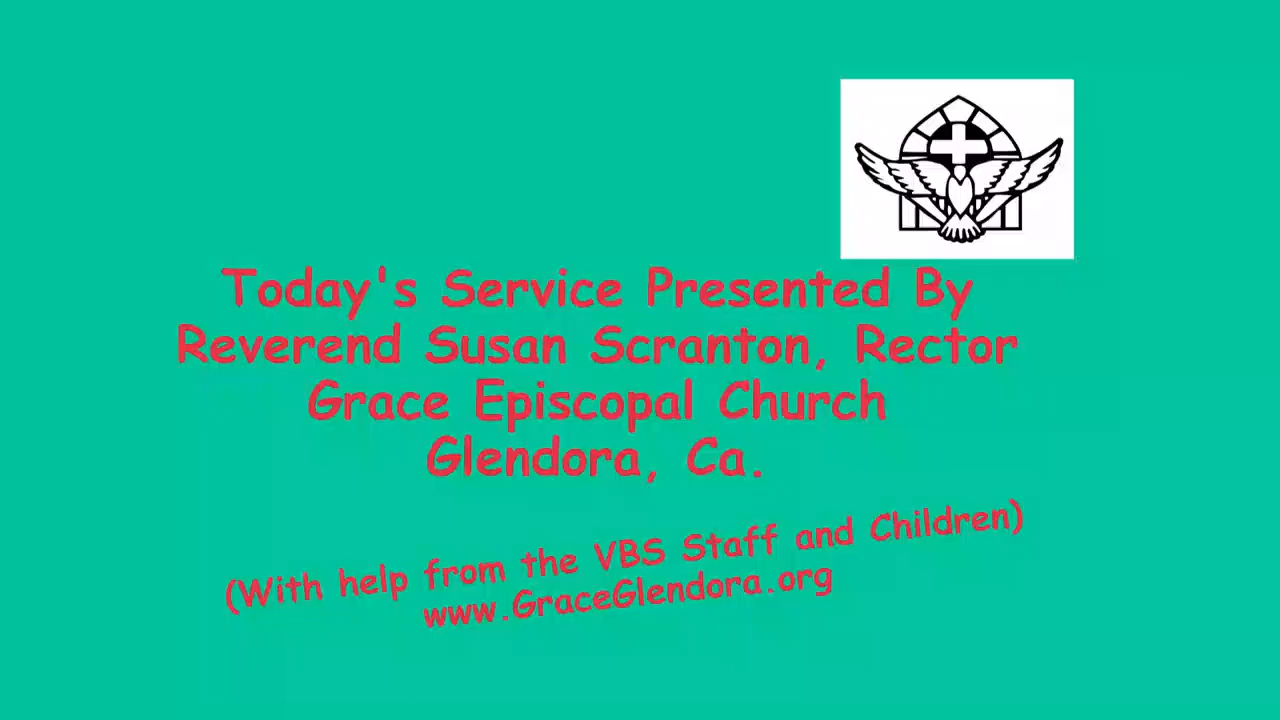 Today's Service Presented By
Reverend Susan Scranton, Rector
Grace Episcopal Church
Glendora, Ca.
(With help from the VBS Staff and Children)
www.GraceGlendora.org